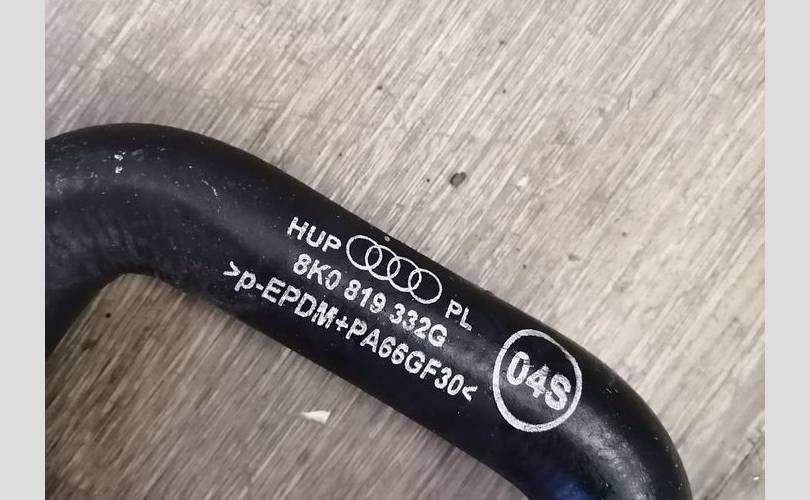 HUP PL
8K0 819 332G
>p-EPDM+PA66GF30<
04S